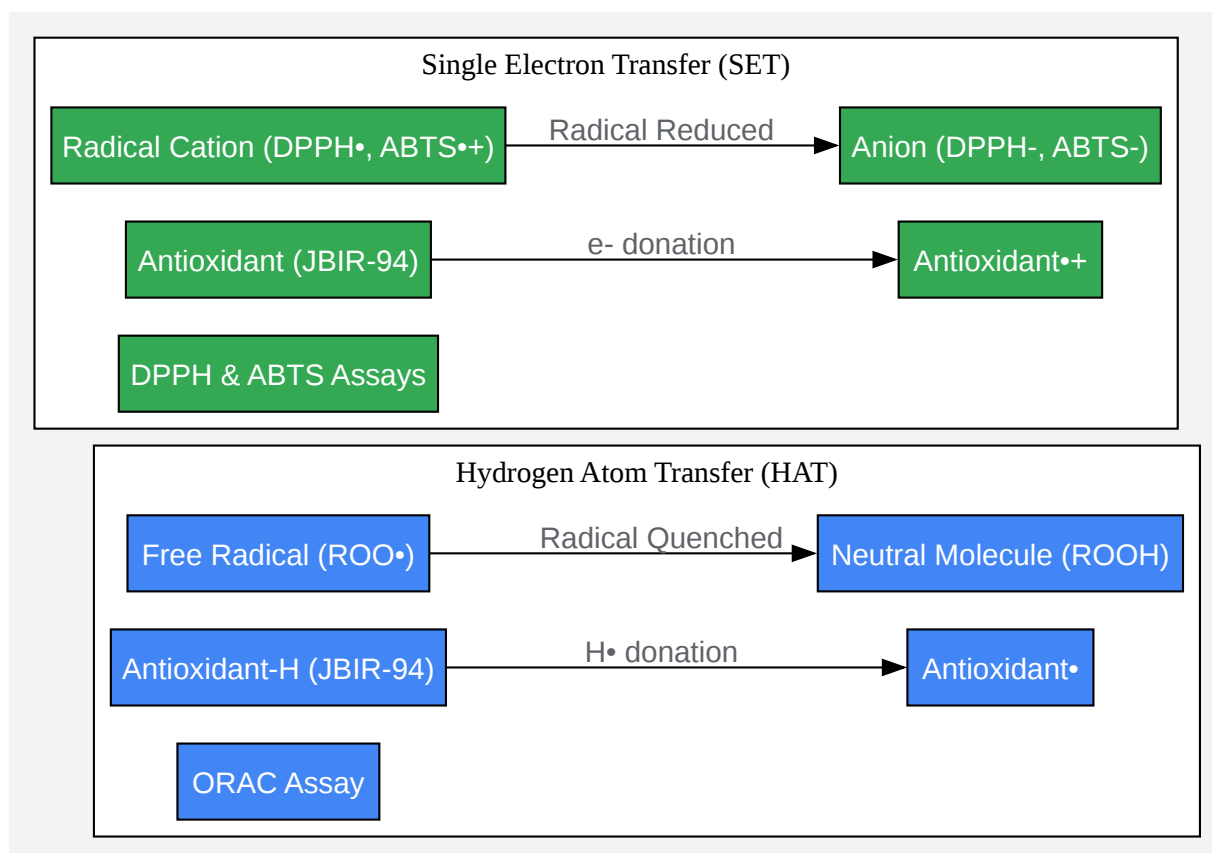 Single Electron Transfer (SET)
Radical Cation (DPPH•, ABTS•+)
Radical Reduced
Anion (DPPH-, ABTS-)
Antioxidant (JBIR-94)
e- donation
Antioxidant•+
DPPH & ABTS Assays
Hydrogen Atom Transfer (HAT)
Free Radical (ROO•)
Radical Quenched
Neutral Molecule (ROOH)
Antioxidant-H (JBIR-94)
H• donation
Antioxidant•
ORAC Assay